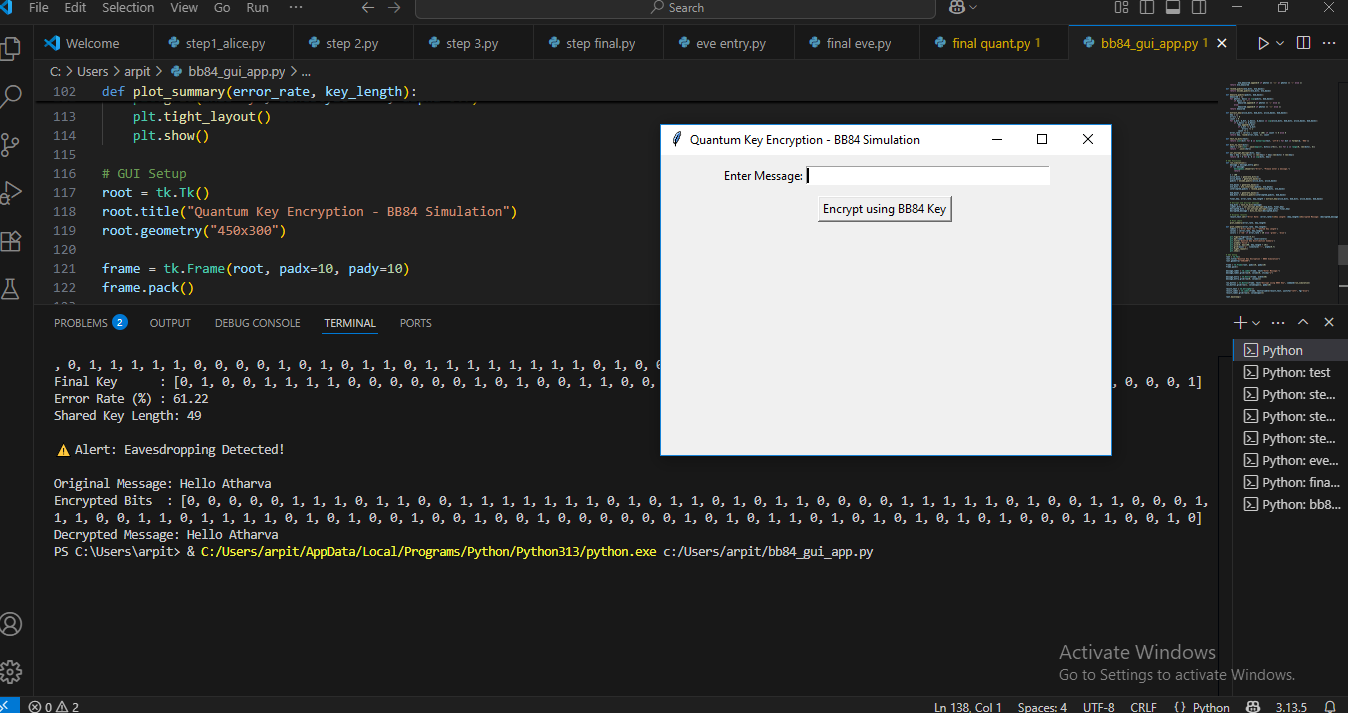 File Edit Selection View Go Run ··· Search
Welcome step1_alice.py step 2.py step 3.py step final.py eve entry.py final eve.py final quant.py 1 bb84_gui_app.py 1
C: > Users > arpit > bb84_gui_app.py > ...
102 def plot_summary(error_rate, key_length):
113 plt.tight_layout()
114 plt.show()
115
116 # GUI Setup
117 root = tk.Tk()
118 root.title("Quantum Key Encryption - BB84 Simulation")
119 root.geometry("450x300")
120
121 frame = tk.Frame(root, padx=10, pady=10)
122 frame.pack()
Quantum Key Encryption - BB84 Simulation
Enter Message:
Encrypt using BB84 Key
PROBLEMS 2 OUTPUT DEBUG CONSOLE TERMINAL PORTS
, 0, 1, 1, 1, 1, 1, 0, 0, 0, 0, 1, 0, 1, 0, 1, 1, 0, 1, 1, 1, 1, 1, 1, 1, 0, 1, 0, 0
Final Key : [0, 1, 0, 0, 1, 1, 1, 1, 0, 0, 0, 0, 0, 0, 1, 0, 1, 0, 0, 1, 1, 0, 0, , 0, 0, 0, 1]
Error Rate (%) : 61.22
Shared Key Length: 49
⚠ Alert: Eavesdropping Detected!
Original Message: Hello Atharva
Encrypted Bits : [0, 0, 0, 0, 0, 1, 1, 1, 0, 1, 1, 0, 0, 1, 1, 1, 1, 1, 1, 1, 0, 1, 0, 1, 1, 0, 1, 0, 1, 1, 0, 0, 0, 0, 1, 1, 1, 1, 1, 0, 1, 0, 0, 1, 1, 0, 0, 0, 1,
1, 1, 0, 0, 1, 1, 0, 1, 1, 1, 1, 0, 1, 0, 1, 0, 0, 1, 0, 0, 1, 0, 0, 1, 0, 0, 0, 0, 0, 0, 1, 0, 1, 0, 1, 1, 0, 1, 0, 1, 0, 1, 0, 1, 0, 1, 0, 0, 0, 1, 1, 0, 0, 1, 0]
Decrypted Message: Hello Atharva
PS C:\Users\arpit> & C:/Users/arpit/AppData/Local/Programs/Python/Python313/python.exe c:/Users/arpit/bb84_gui_app.py
Python
Python: test
Python: ste...
Python: ste...
Python: ste...
Python: eve...
Python: fina...
Python: bb8...
Activate Windows
Go to Settings to activate Windows.
0 2 Ln 138, Col 1 Spaces: 4 UTF-8 CRLF {} Python 3.13.5